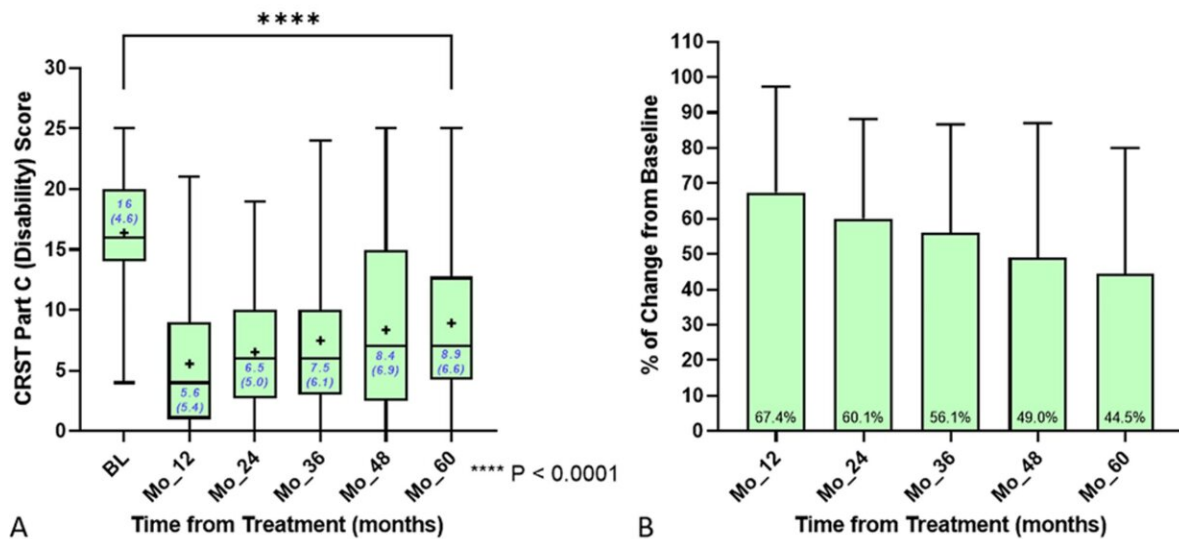 ****
CRST Part C (Disability) Score
30
25
20
15
10
5
0
16
(4.6)
5.6
(5.4)
6.5
(5.0)
7.5
(6.1)
8.4
(6.9)
8.9
(6.6)
BL
Mo_12
Mo_24
Mo_36
Mo_48
Mo_60
**** P < 0.0001
A
Time from Treatment (months)
% of Change from Baseline
110
100
90
80
70
60
50
40
30
20
10
0
67.4%
60.1%
56.1%
49.0%
44.5%
Mo_12
Mo_24
Mo_36
Mo_48
Mo_60
B
Time from Treatment (months)